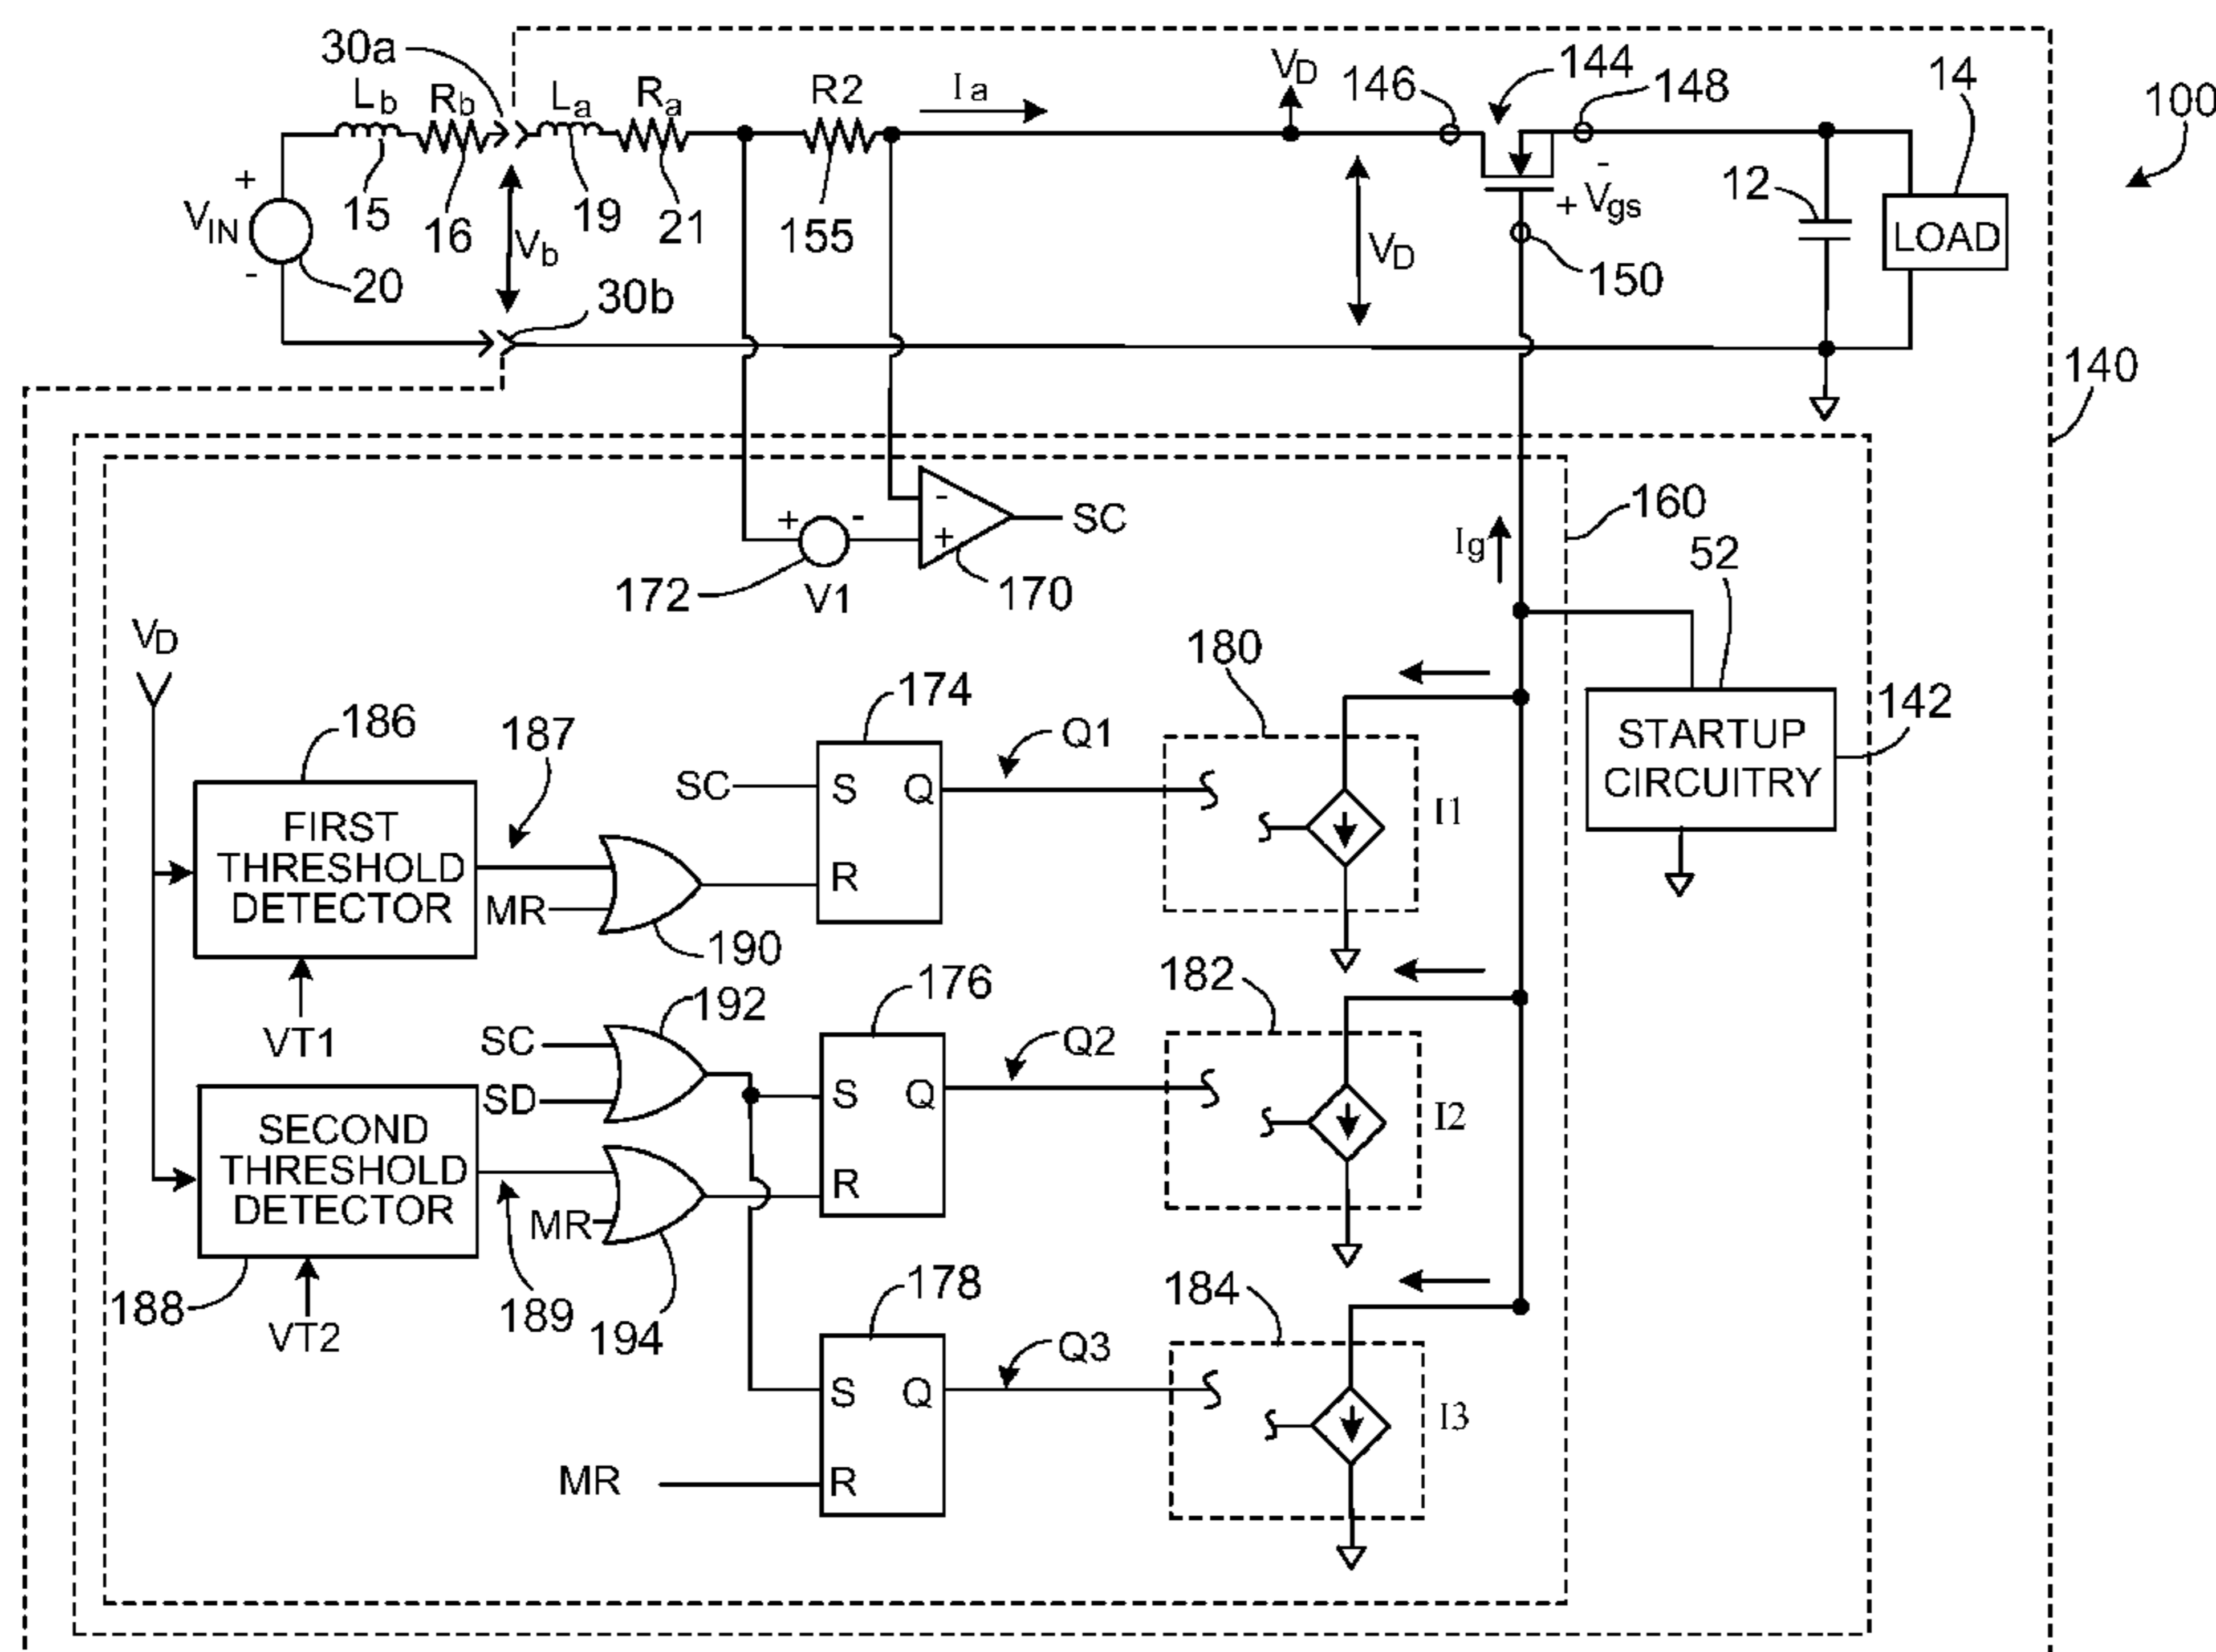 30a
Lb
Rb
La
Ra
R2
Ia
VD
146
144
148
14
100
+
VIN
-
15
16
Vb
19
21
155
VD
-
+ Vgs
12
LOAD
20
30b
150
140
-
+
SC
+
-
172
V1
170
Ig
160
52
VD
180
174
186
187
Q1
142
STARTUP
CIRCUITRY
SC
S
Q
R
I1
FIRST
THRESHOLD
DETECTOR
MR
190
VT1
192
176
182
SC
SD
S
Q
R
Q2
I2
SECOND
THRESHOLD
DETECTOR
MR
188
VT2
189
194
178
184
Q3
S
Q
R
I3
MR